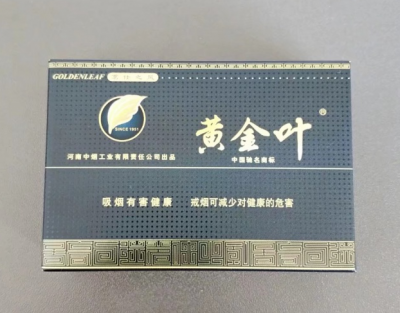 GOLDENLEAF
黄金叶®
SINCE 1951
中国驰名商标
河南中烟工业有限责任公司出品
吸烟有害健康 戒烟可减少对健康的危害